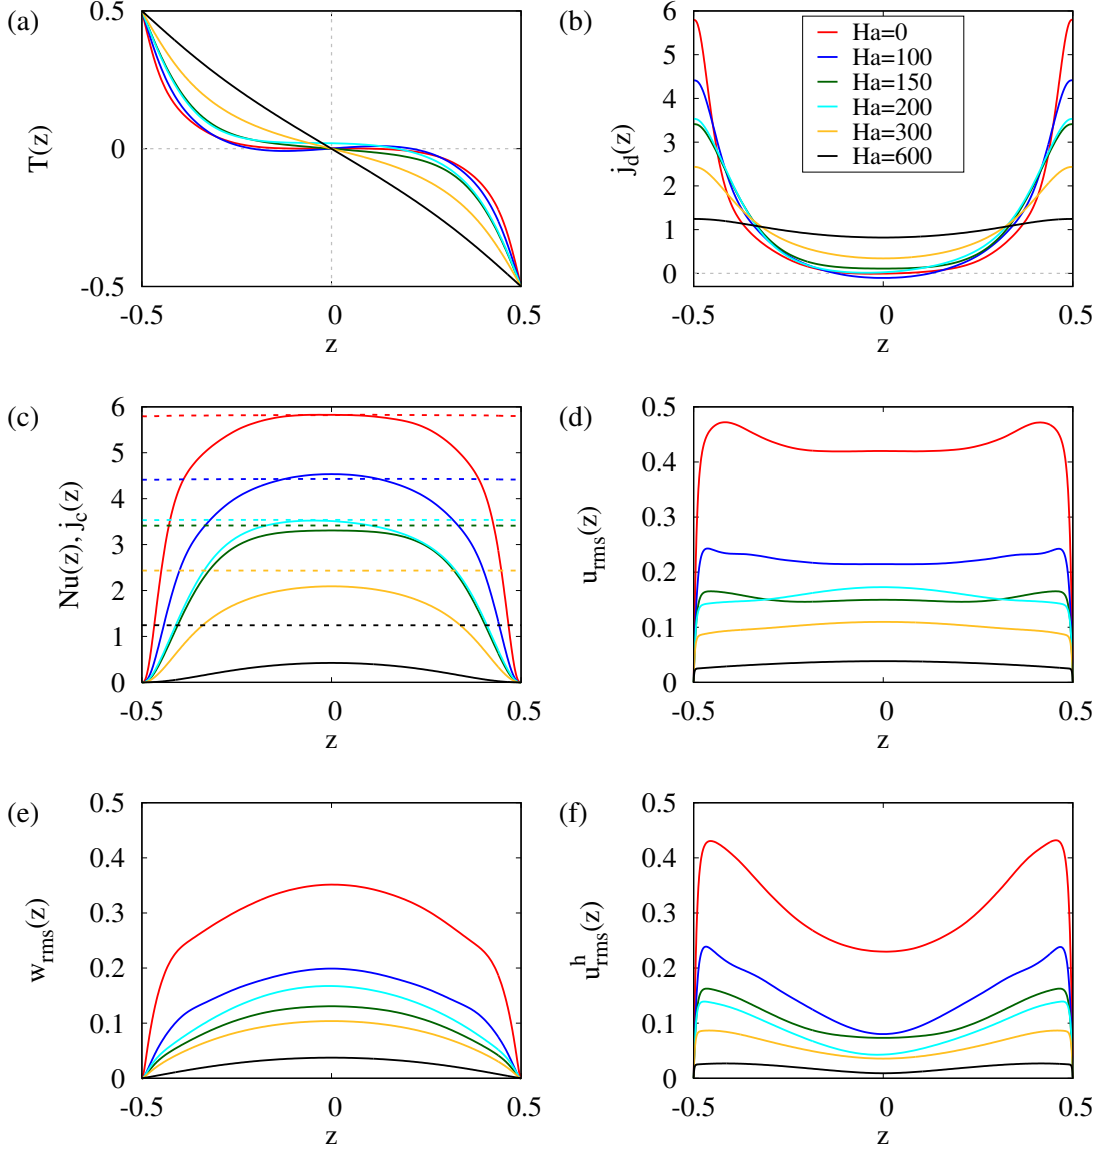 (a)
0.5
0
-0.5
T(z)
-0.5
0
0.5
z
(b)
6
5
4
3
2
1
0
j_d(z)
Ha=0
Ha=100
Ha=150
Ha=200
Ha=300
Ha=600
-0.5
0
0.5
z
(c)
6
5
4
3
2
1
0
Nu(z), j_c(z)
-0.5
0
0.5
z
(d)
0.5
0.4
0.3
0.2
0.1
0
u_rms(z)
-0.5
0
0.5
z
(e)
0.5
0.4
0.3
0.2
0.1
0
w_rms(z)
-0.5
0
0.5
z
(f)
0.5
0.4
0.3
0.2
0.1
0
u^h_rms(z)
-0.5
0
0.5
z